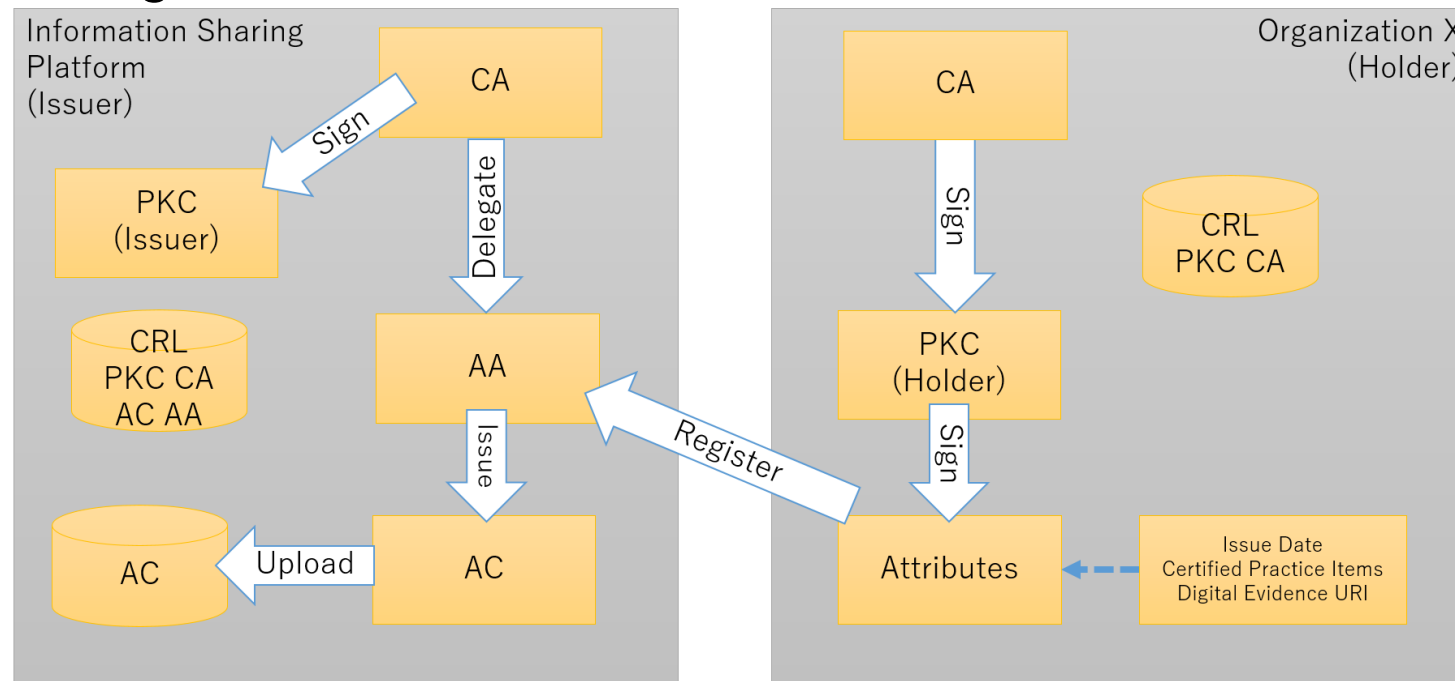 Information Sharing
Platform
(Issuer)
CA
Sign
PKC
(Issuer)
Delegate
CRL
PKC CA
AC AA
AA
Issue
AC
Upload
AC
Organization X
(Holder)
CA
Sign
CRL
PKC CA
PKC
(Holder)
Sign
Register
Attributes
Issue Date
Certified Practice Items
Digital Evidence URI